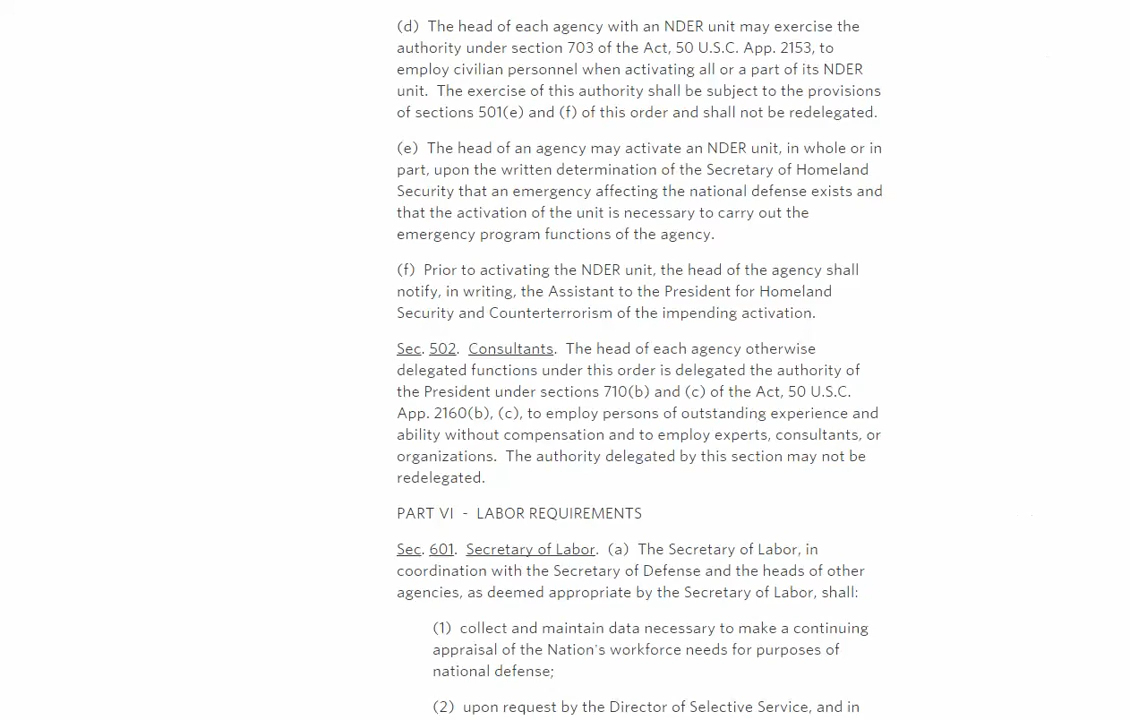 (d)  The head of each agency with an NDER unit may exercise the
authority under section 703 of the Act, 50 U.S.C. App. 2153, to
employ civilian personnel when activating all or a part of its NDER
unit.  The exercise of this authority shall be subject to the provisions
of sections 501(e) and (f) of this order and shall not be redelegated.
(e)  The head of an agency may activate an NDER unit, in whole or in
part, upon the written determination of the Secretary of Homeland
Security that an emergency affecting the national defense exists and
that the activation of the unit is necessary to carry out the
emergency program functions of the agency.
(f)  Prior to activating the NDER unit, the head of the agency shall
notify, in writing, the Assistant to the President for Homeland
Security and Counterterrorism of the impending activation.
Sec. 502.  Consultants.  The head of each agency otherwise
delegated functions under this order is delegated the authority of
the President under sections 710(b) and (c) of the Act, 50 U.S.C.
App. 2160(b), (c), to employ persons of outstanding experience and
ability without compensation and to employ experts, consultants, or
organizations.  The authority delegated by this section may not be
redelegated.
PART VI  -  LABOR REQUIREMENTS
Sec. 601.  Secretary of Labor.  (a)  The Secretary of Labor, in
coordination with the Secretary of Defense and the heads of other
agencies, as deemed appropriate by the Secretary of Labor, shall:
(1)  collect and maintain data necessary to make a continuing
appraisal of the Nation's workforce needs for purposes of
national defense;
(2)  upon request by the Director of Selective Service, and in